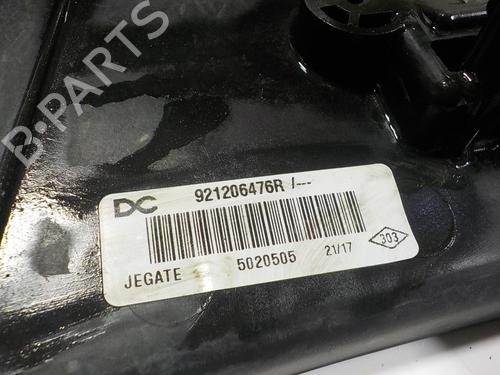 B-PARTS
DC 921206476R /---
JEGATE 5020505 21/17
303